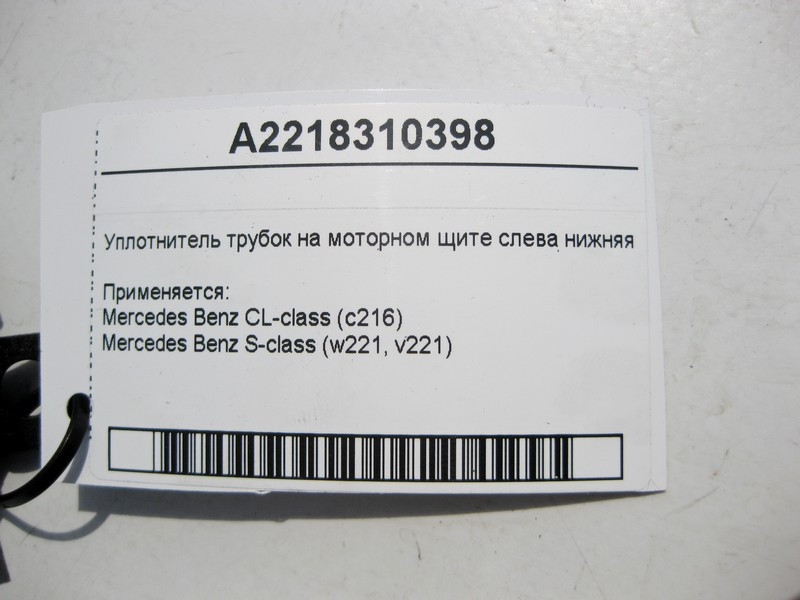 A2218310398
Уплотнитель трубок на моторном щите слева нижняя
Применяется:
Mercedes Benz CL-class (c216)
Mercedes Benz S-class (w221, v221)